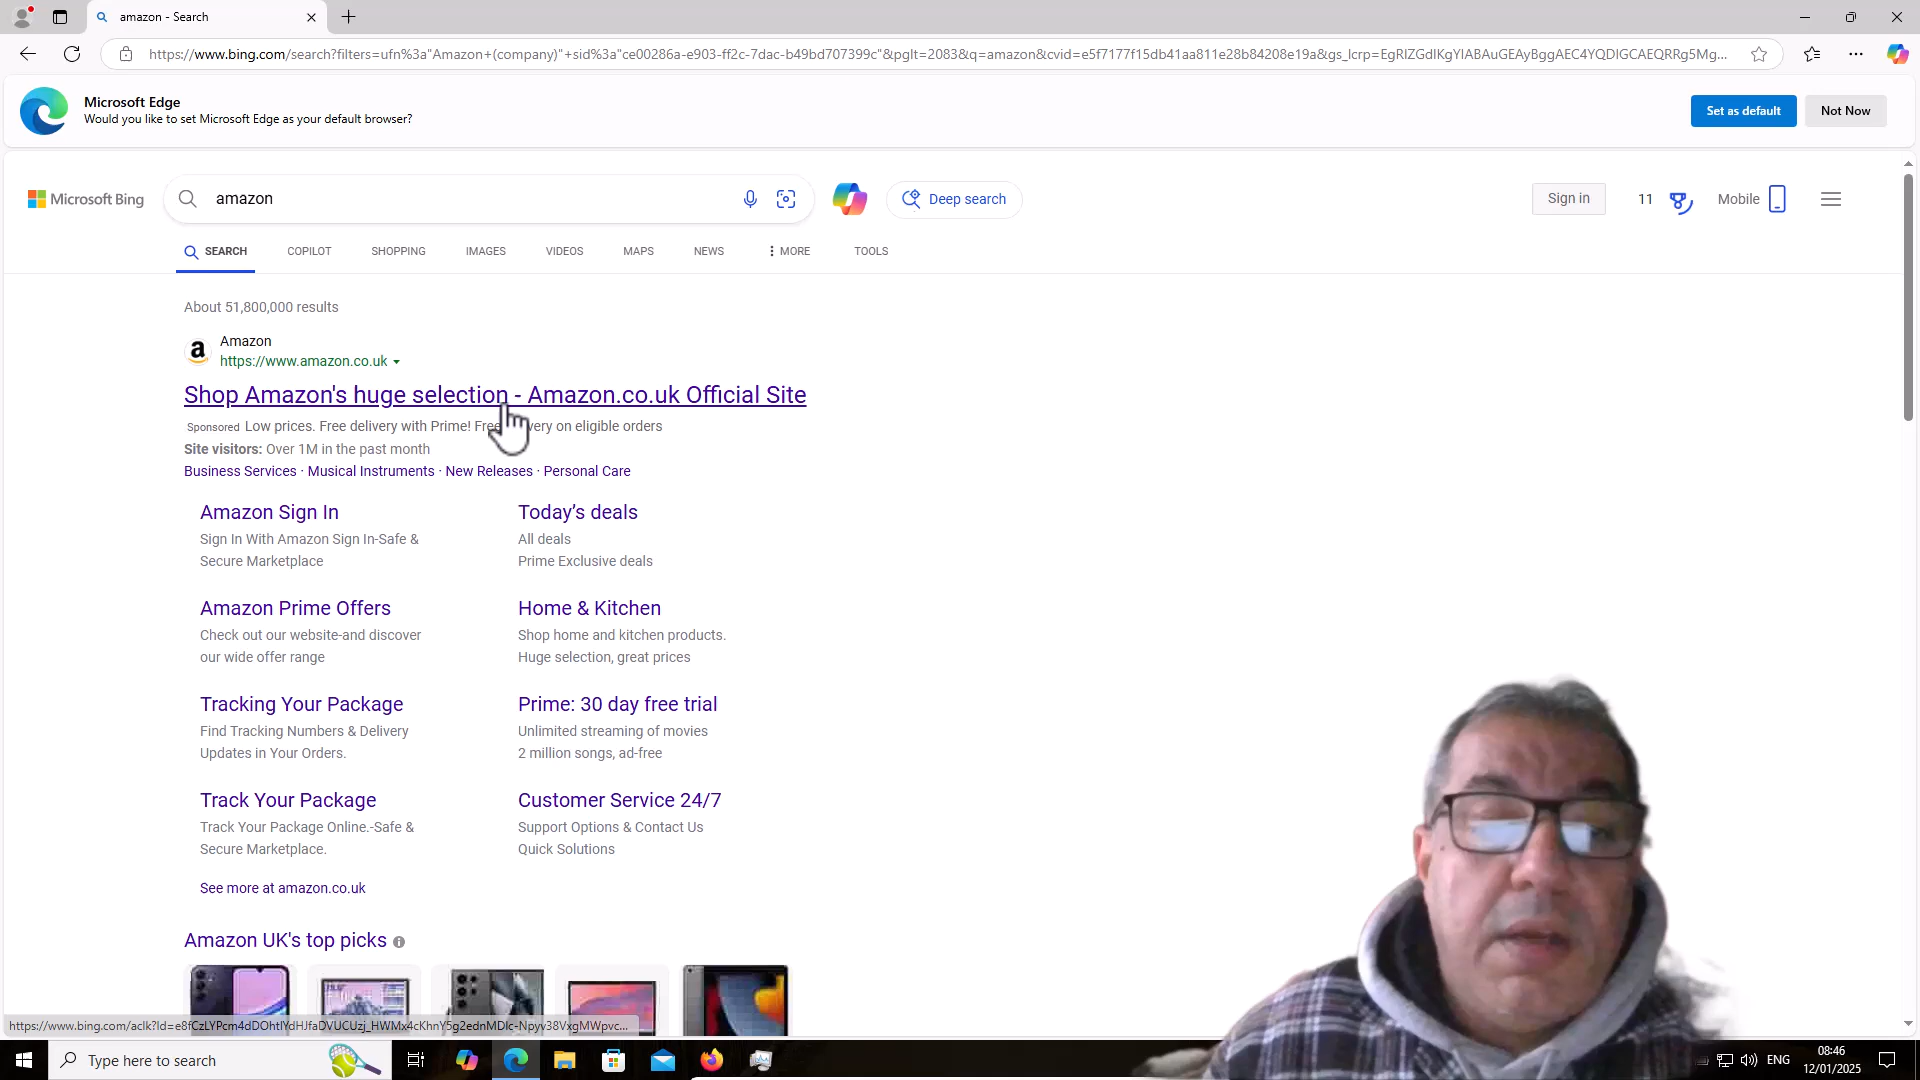 amazon - Search
https://www.bing.com/search?filters=ufn%3a"Amazon+(company)"+sid%3a"ce00286a-e903-ff2c-7dac-b49bd707399c"&pglt=2083&q=amazon&cvid=e5f7177f15db41aa811e28b84208e19a&gs_lcrp=EgRlZGdlKgYIABAuGEAyBggAEC4YQDIGCAEQRRg5Mg...
Microsoft Edge
Would you like to set Microsoft Edge as your default browser?
Set as default
Not Now
Microsoft Bing
amazon
Deep search
Sign in
11
Mobile
SEARCH
COPILOT
SHOPPING
IMAGES
VIDEOS
MAPS
NEWS
MORE
TOOLS
About 51,800,000 results
a
Amazon
https://www.amazon.co.uk
Shop Amazon's huge selection - Amazon.co.uk Official Site
Sponsored Low prices. Free delivery with Prime! on eligible orders
Site visitors: Over 1M in the past month
Business Services · Musical Instruments · New Releases · Personal Care
Amazon Sign In
Sign In With Amazon Sign In-Safe &
Secure Marketplace
Today’s deals
All deals
Prime Exclusive deals
Amazon Prime Offers
Check out our website-and discover
our wide offer range
Home & Kitchen
Shop home and kitchen products.
Huge selection, great prices
Tracking Your Package
Find Tracking Numbers & Delivery
Updates in Your Orders.
Prime: 30 day free trial
Unlimited streaming of movies
2 million songs, ad-free
Track Your Package
Track Your Package Online.-Safe &
Secure Marketplace.
Customer Service 24/7
Support Options & Contact Us
Quick Solutions
See more at amazon.co.uk
Amazon UK's top picks
Type here to search
ENG
08:46
12/01/2025